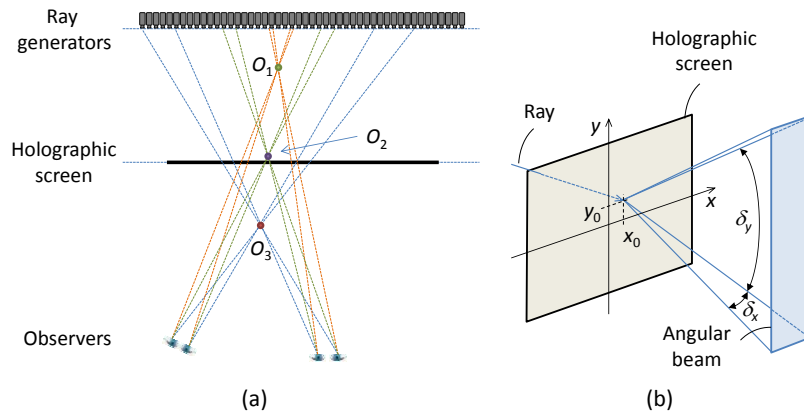 Ray
generators
O1
O2
Holographic
screen
O3
Observers
(a)
Holographic
screen
Ray
y
x
y0
x0
δy
δx
Angular
beam
(b)